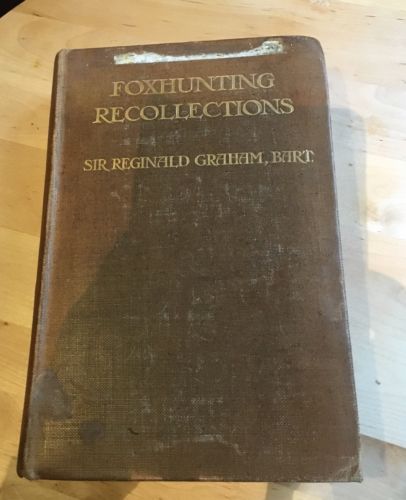 FOXHUNTING
RECOLLECTIONS
SIR REGINALD GRAHAM, BART.